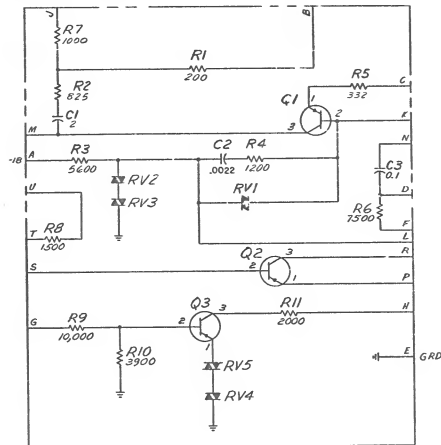 J
B
R7
1000
R1
200
R2
825
R5
332
C
Q1
1
C1
2
2
K
M
3
N
C2
R4
-18
A
R3
5600
.0022
1200
C3
0.1
RV2
RV1
U
D
RV3
R6
7500
R8
1500
F
T
L
Q2
3
R
S
2
1
P
Q3
3
R11
2000
H
G
R9
10,000
2
R10
3900
1
E
GRD
RV5
RV4